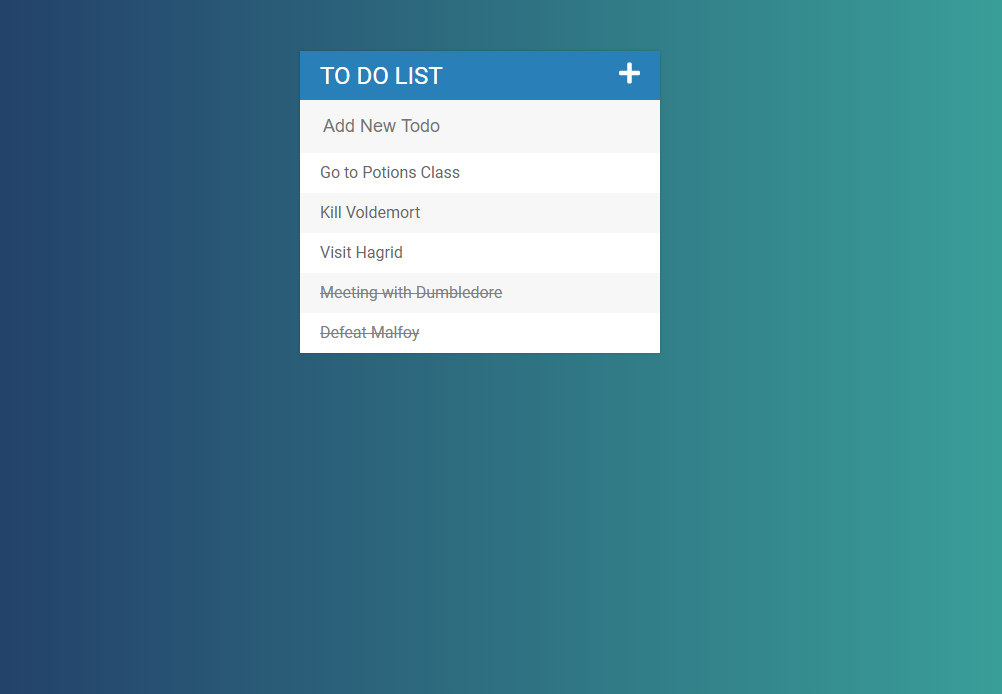 TO DO LIST
Add New Todo
Go to Potions Class
Kill Voldemort
Visit Hagrid
Meeting with Dumbledore
Defeat Malfoy